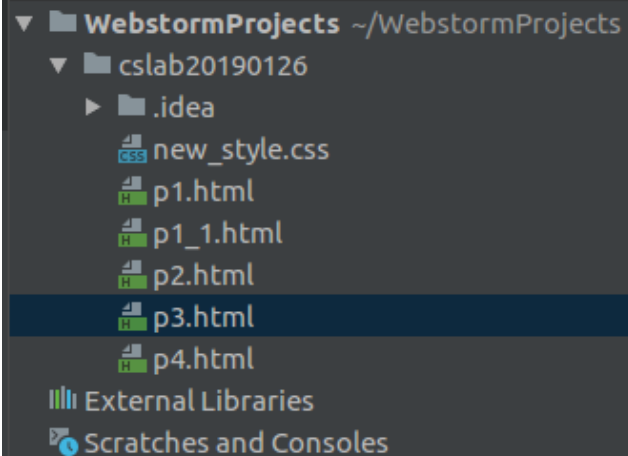 WebstormProjects ~/WebstormProjects
cslab20190126
.idea
CSS new_style.css
H p1.html
H p1_1.html
H p2.html
H p3.html
H p4.html
External Libraries
Scratches and Consoles